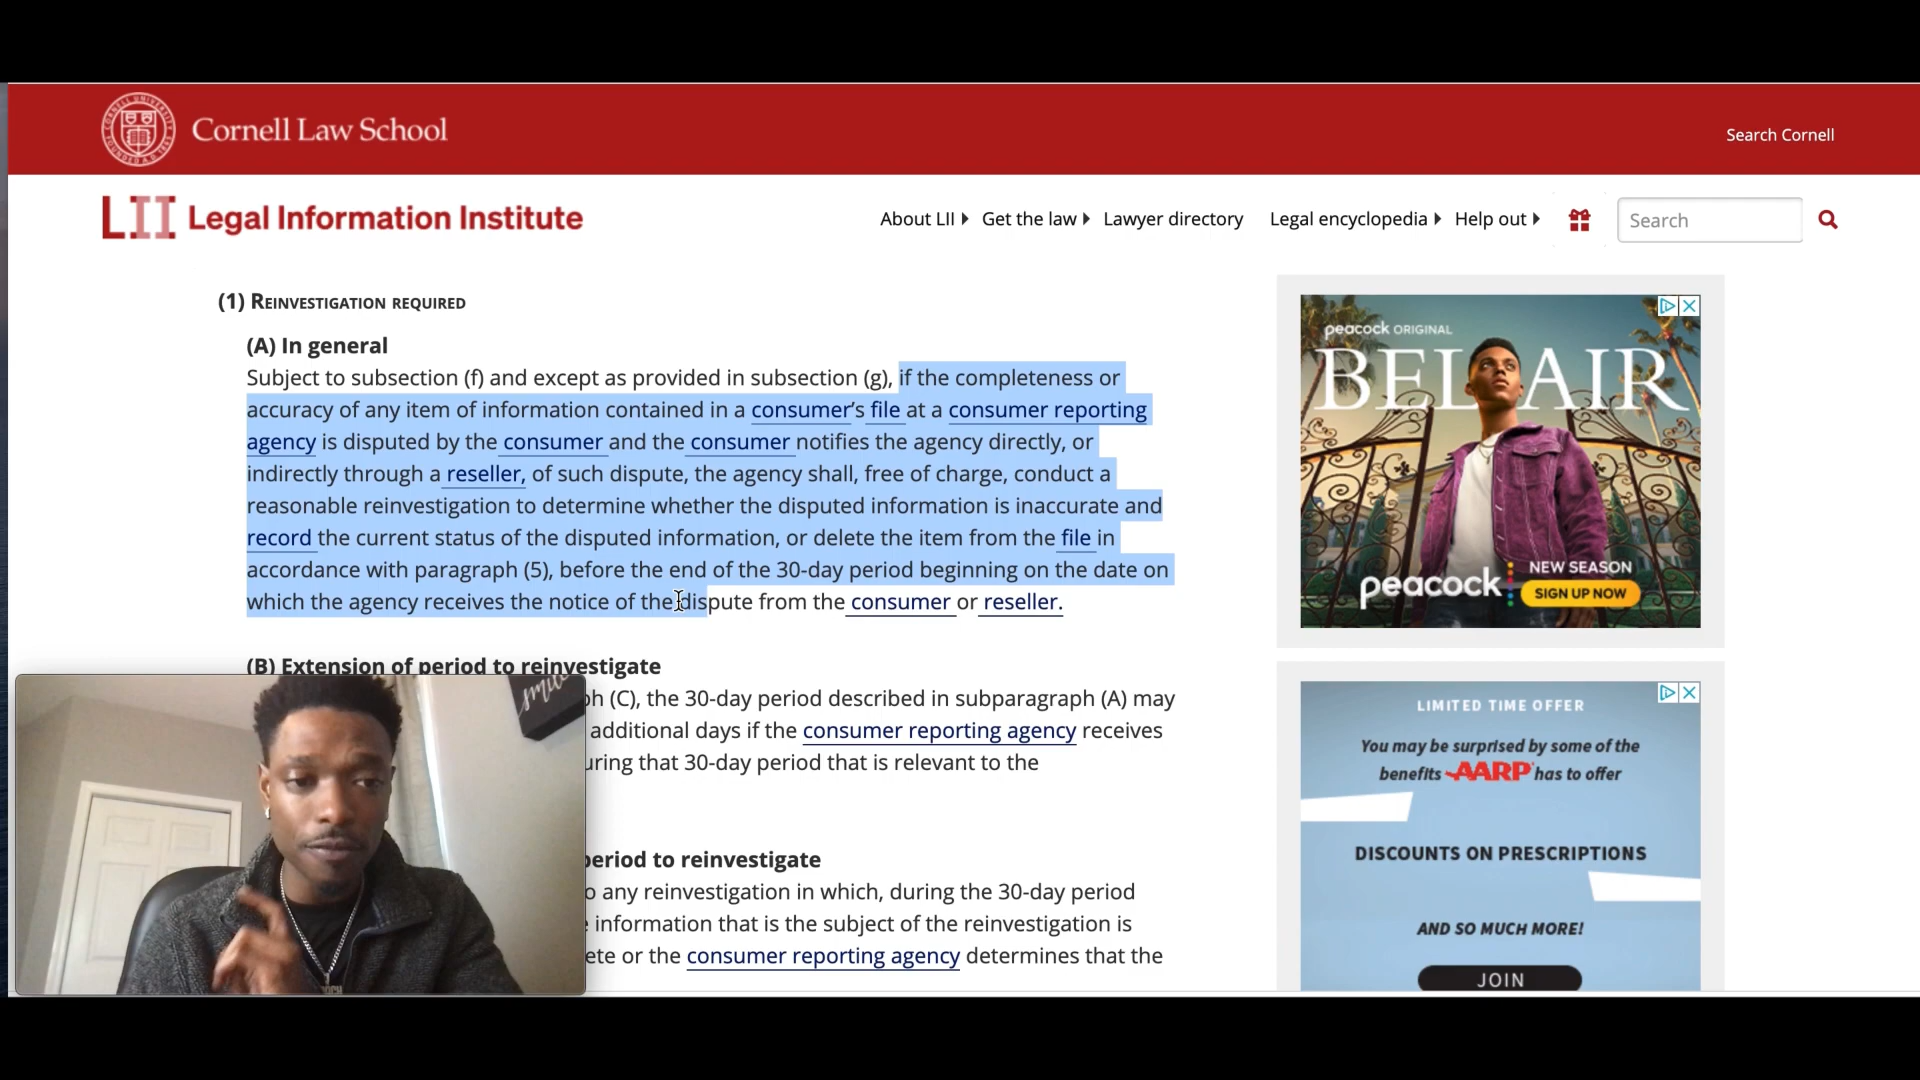 Cornell Law School
Search Cornell
LII Legal Information Institute
About LII
Get the law
Lawyer directory
Legal encyclopedia
Help out
Search
(1) Reinvestigation required
(A) In general
Subject to subsection (f) and except as provided in subsection (g), if the completeness or
accuracy of any item of information contained in a consumer’s file at a consumer reporting
agency is disputed by the consumer and the consumer notifies the agency directly, or
indirectly through a reseller, of such dispute, the agency shall, free of charge, conduct a
reasonable reinvestigation to determine whether the disputed information is inaccurate and
record the current status of the disputed information, or delete the item from the file in
accordance with paragraph (5), before the end of the 30-day period beginning on the date on
which the agency receives the notice of the dispute from the consumer or reseller.
(B) Extension of period to reinvestigate
(C), the 30-day period described in subparagraph (A) may
additional days if the consumer reporting agency receives
that 30-day period that is relevant to the
period to reinvestigate
any reinvestigation in which, during the 30-day period
information that is the subject of the reinvestigation is
or the consumer reporting agency determines that the
smile
peacock ORIGINAL
BEL AIR
peacock
NEW SEASON
SIGN UP NOW
LIMITED TIME OFFER
You may be surprised by some of the
benefits AARP has to offer
DISCOUNTS ON PRESCRIPTIONS
AND SO MUCH MORE!
JOIN